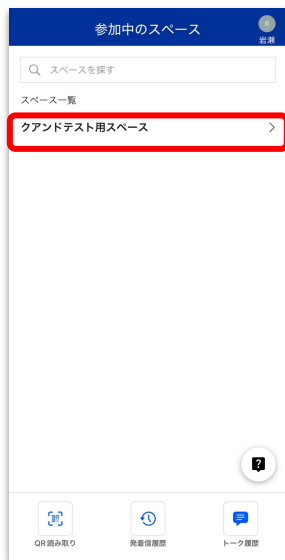 参加中のスペース
R
岩瀬
スペースを探す
スペース一覧
クアンドテスト用スペース
?
QR読み取り
発着信履歴
トーク履歴